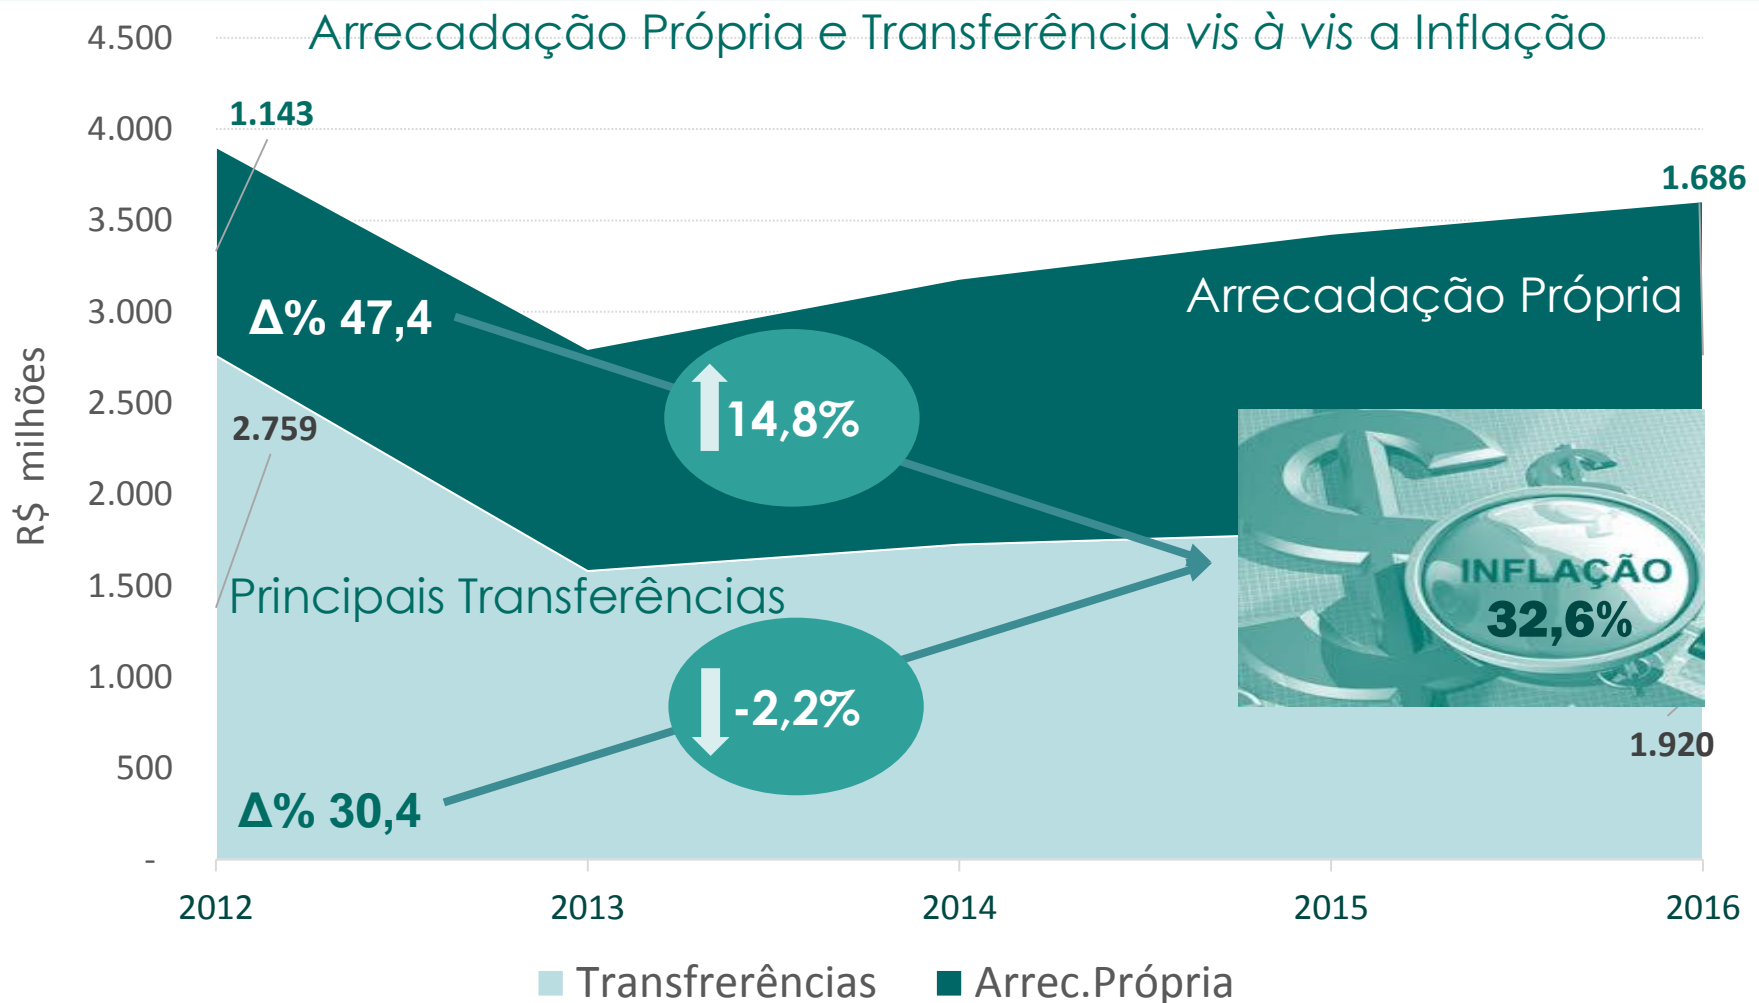 Arrecadação Própria e Transferência vis à vis a Inflação
4.500
4.000
3.500
3.000
2.500
2.000
1.500
1.000
500
-
R$ milhões
1.143
1.686
Arrecadação Própria
Δ% 47,4
14,8%
2.759
INFLAÇÃO
32,6%
Principais Transferências
-2,2%
1.920
Δ% 30,4
2012
2013
2014
2015
2016
Transfrerências
Arrec.Própria